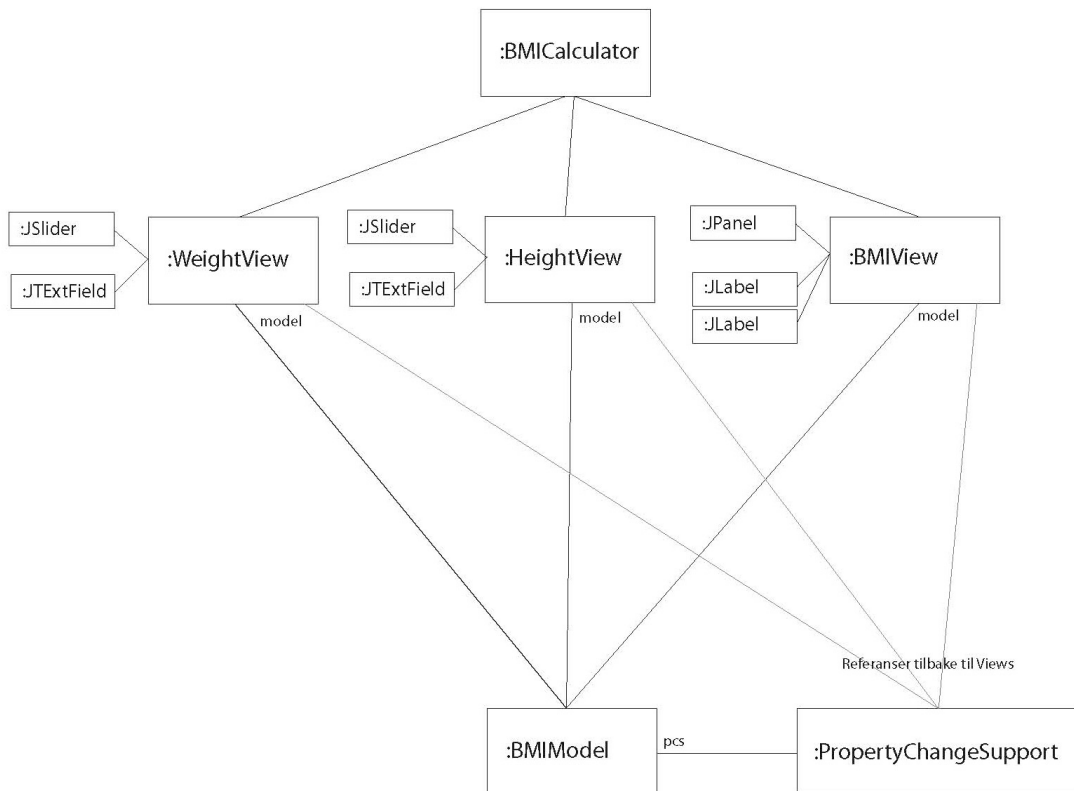 :BMICalculator
:JSlider
:JTExtField
:WeightView
:JSlider
:JTExtField
:HeightView
:JPanel
:JLabel
:JLabel
:BMIView
model
model
model
Referanser tilbake til Views
:BMIModel
pcs
:PropertyChangeSupport